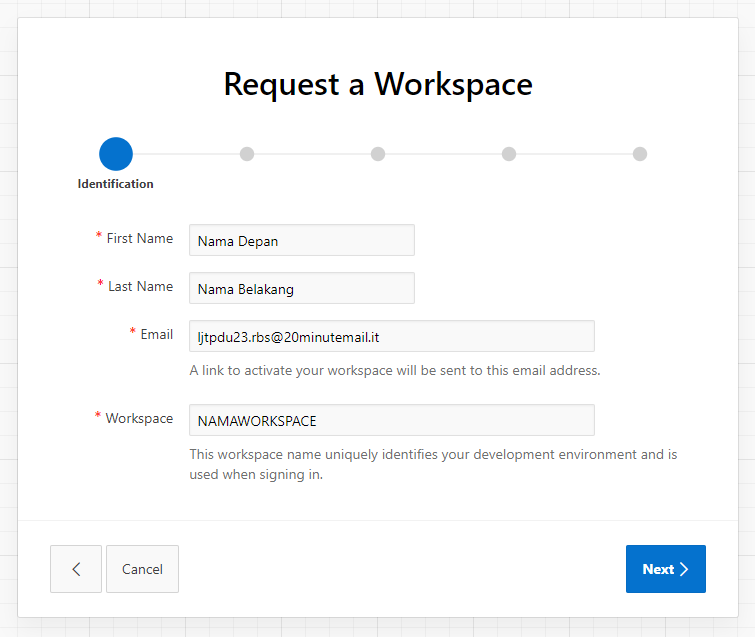 Request a Workspace
Identification
* First Name Nama Depan
* Last Name Nama Belakang
* Email ljtpdu23.rbs@20minutemail.it
A link to activate your workspace will be sent to this email address.
* Workspace NAMAWORKSPACE
This workspace name uniquely identifies your development environment and is
used when signing in.
Cancel Next